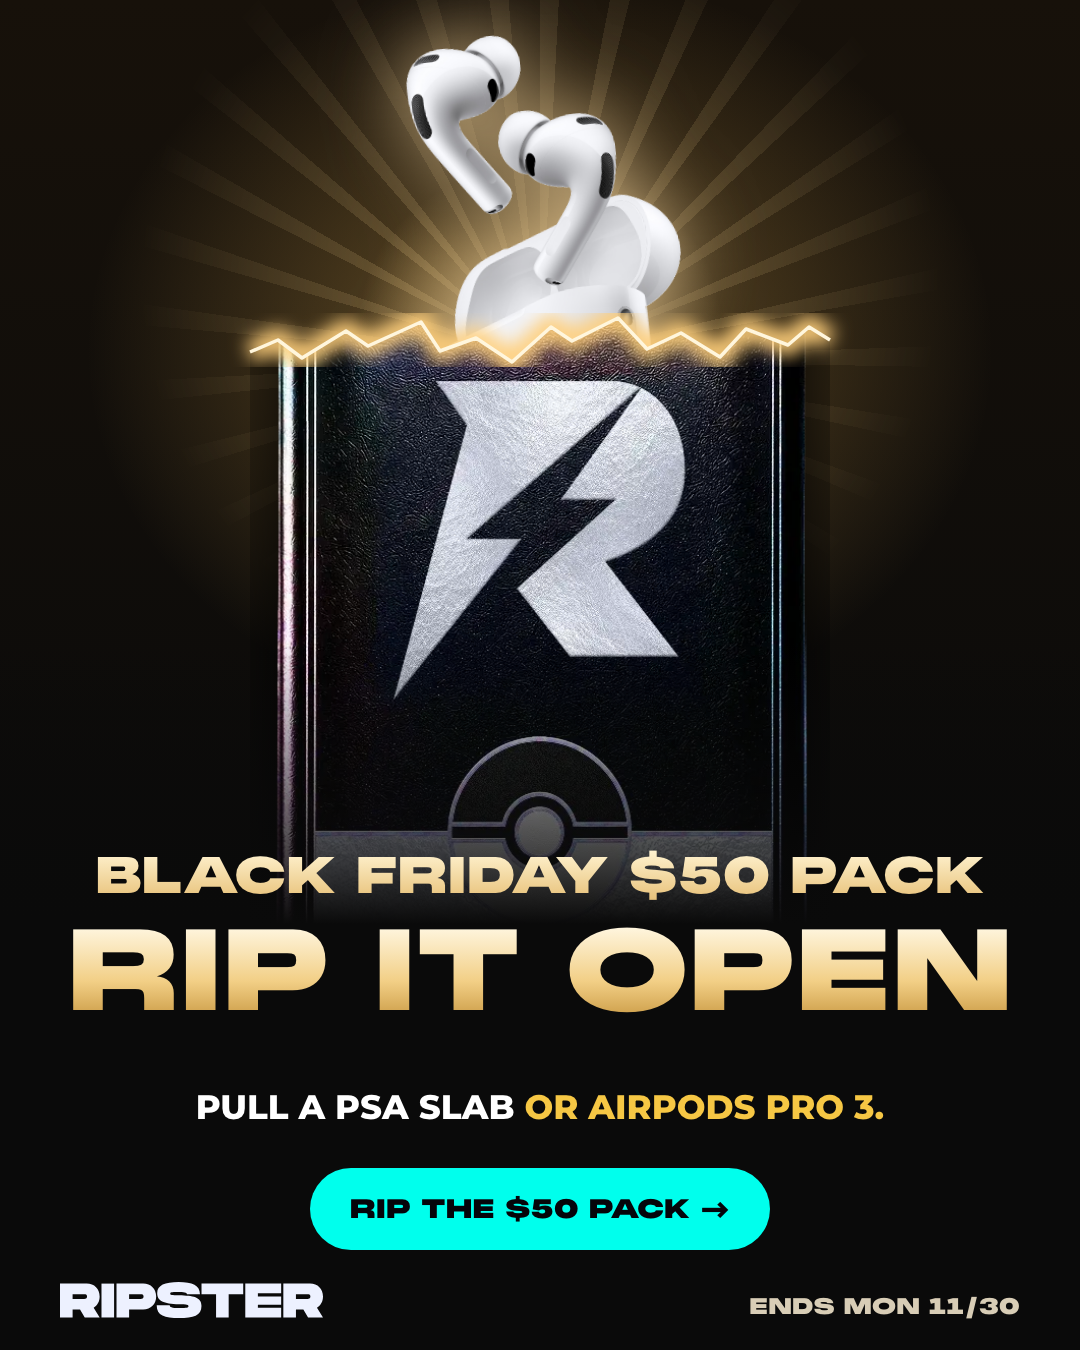 R
BLACK FRIDAY $50 PACK
RIP IT OPEN
PULL A PSA SLAB OR AIRPODS PRO 3.
RIP THE $50 PACK →
RIPSTER
ENDS MON 11/30